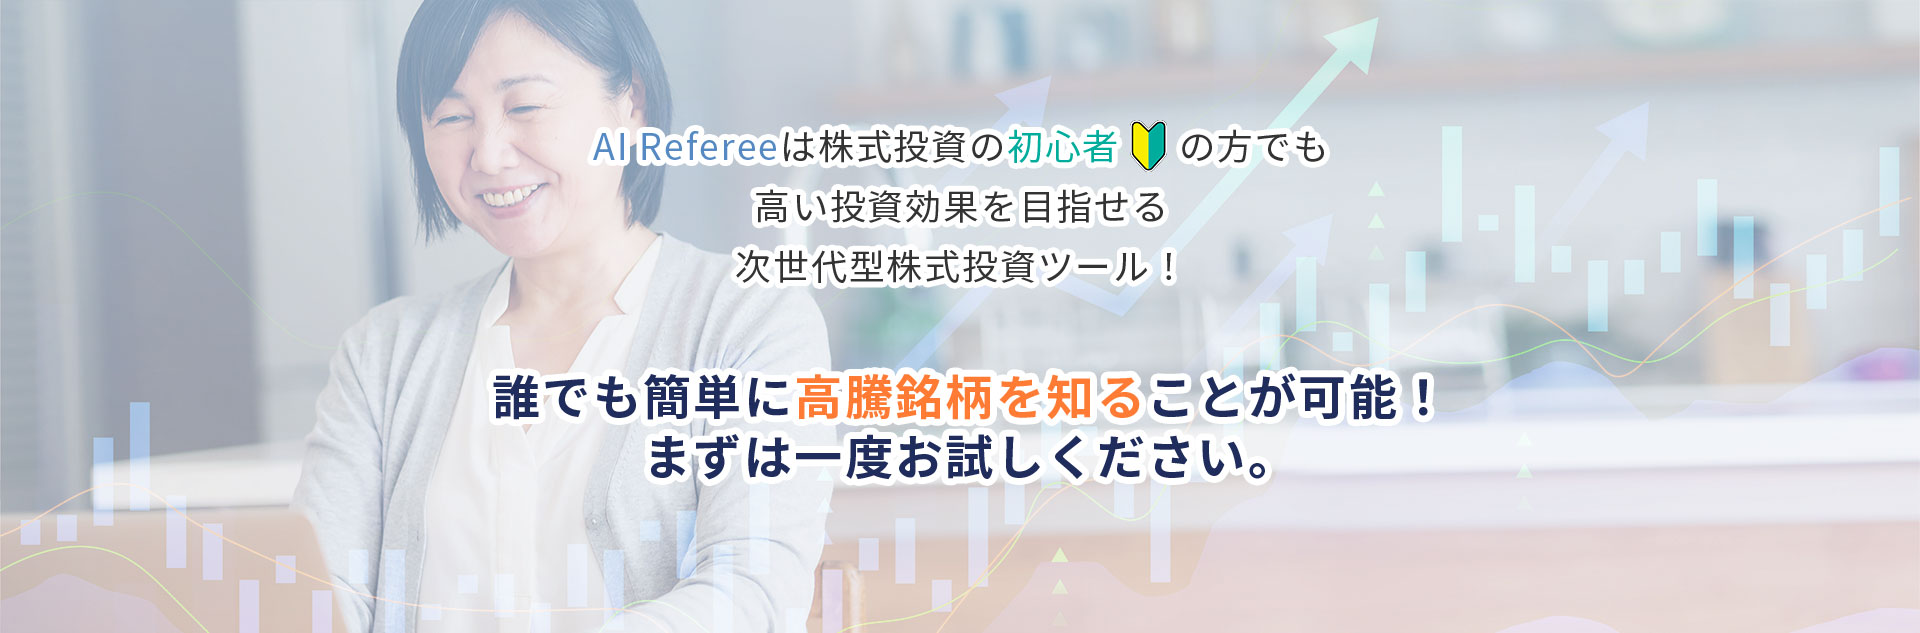 AI Refereeは株式投資の初心者の方でも
高い投資効果を目指せる
次世代型株式投資ツール！
誰でも簡単に高騰銘柄を知ることが可能！
まずは一度お試しください。